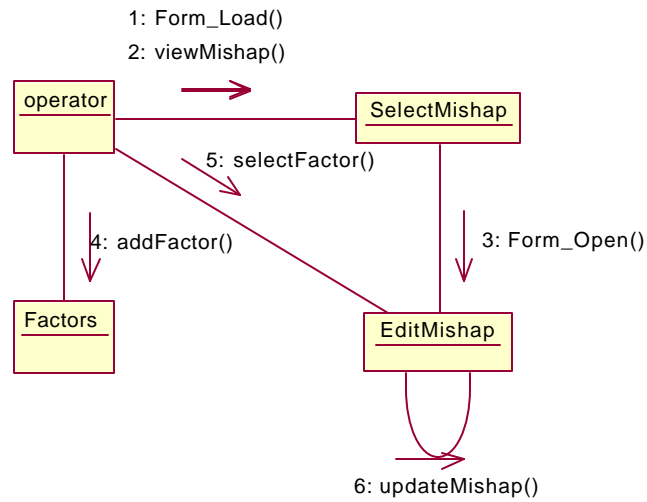 1: Form_Load()
2: viewMishap()
operator
SelectMishap
5: selectFactor()
4: addFactor()
3: Form_Open()
Factors
EditMishap
6: updateMishap()